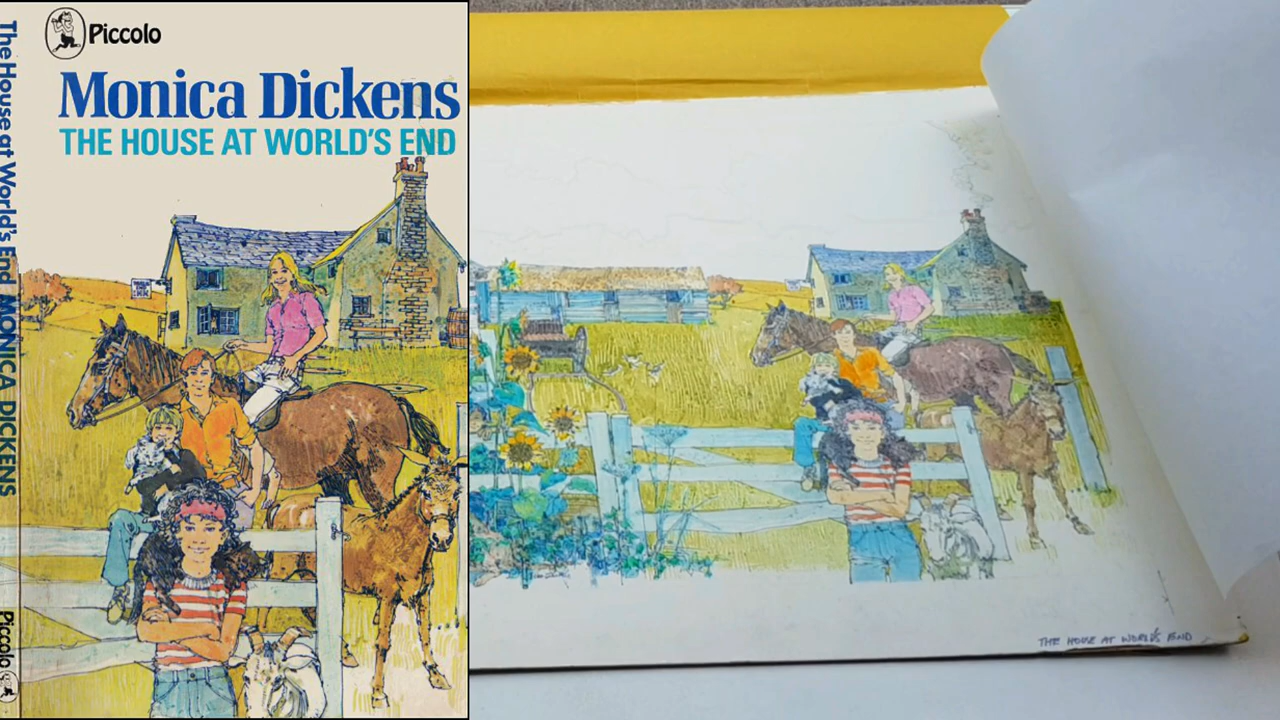 Piccolo
Monica Dickens
THE HOUSE AT WORLD'S END
The House at World's End MONICA DICKENS
Piccolo
THE HOUSE AT WORLD'S END